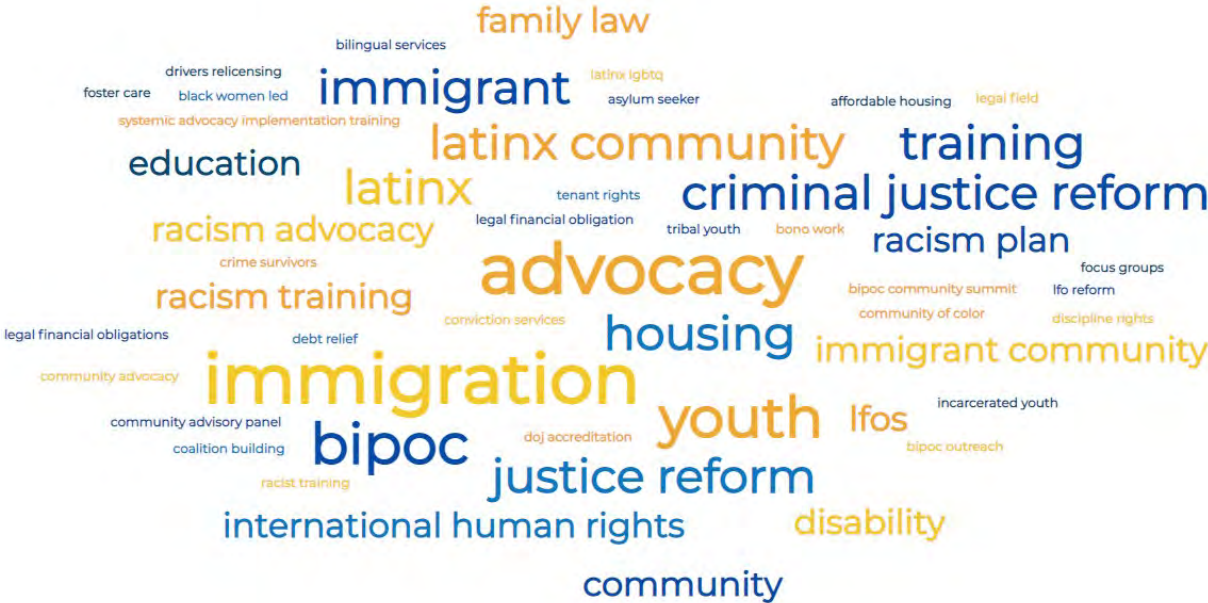 family law
bilingual services
drivers relicensing
immigrant
latinx lgbtq
foster care
black women led
asylum seeker
affordable housing
legal field
systemic advocacy implementation training
latinx community
training
education
latinx
tenant rights
criminal justice reform
racism advocacy
legal financial obligation
tribal youth
bono work
racism plan
crime survivors
advocacy
focus groups
racism training
bipoc community summit
lfo reform
conviction services
community of color
discipline rights
legal financial obligations
debt relief
housing
immigrant community
community advocacy
immigration
youth
lfos
incarcerated youth
community advisory panel
bipoc
doj accreditation
bipoc outreach
coalition building
racist training
justice reform
international human rights
disability
community